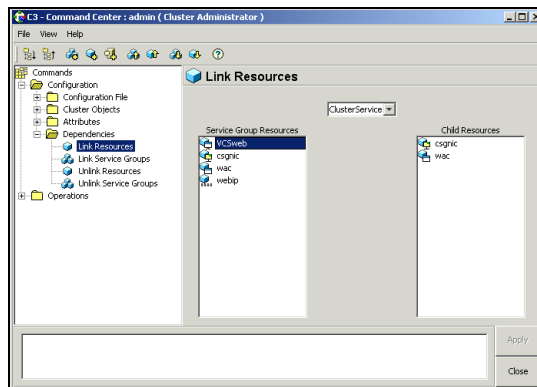 C3 - Command Center : admin ( Cluster Administrator )
File View Help
Commands
Configuration
Configuration File
Cluster Objects
Attributes
Dependencies
Link Resources
Link Service Groups
Unlink Resources
Unlink Service Groups
Operations
Link Resources
ClusterService
Service Group Resources
VCSweb
csgnic
wac
webip
Child Resources
csgnic
wac
Apply
Close